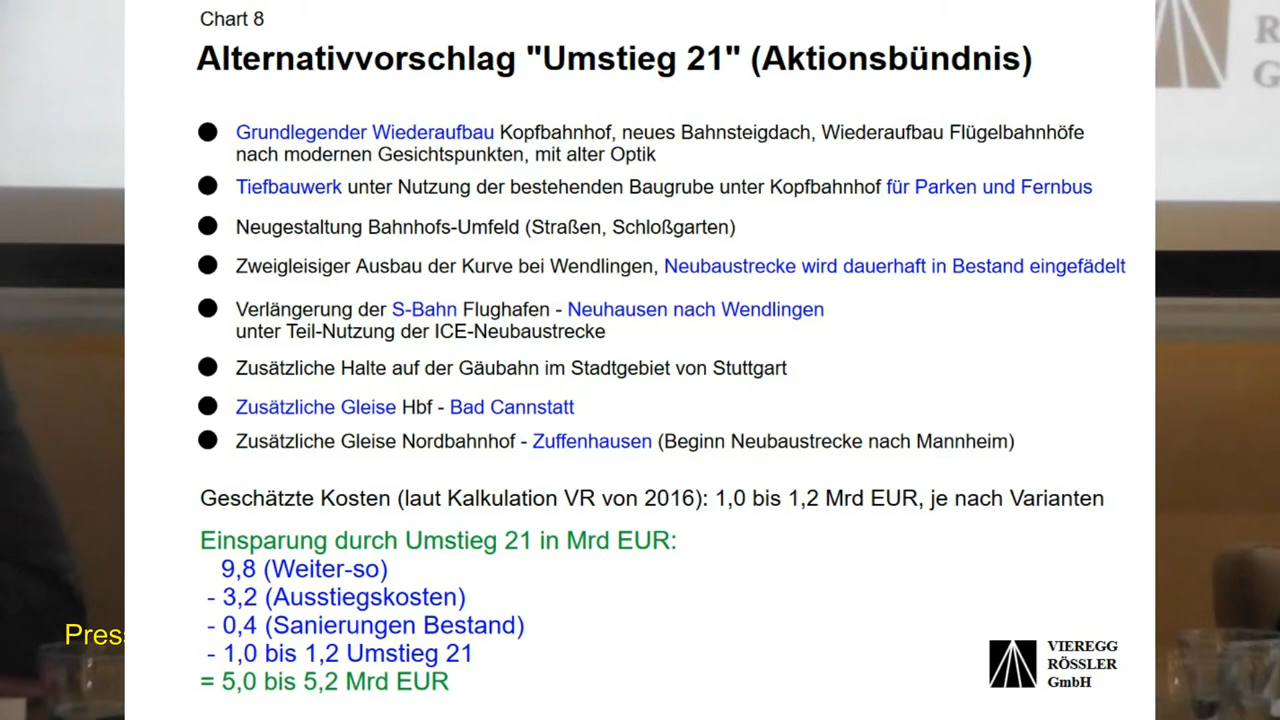 Chart 8
Alternativvorschlag "Umstieg 21" (Aktionsbündnis)
Grundlegender Wiederaufbau Kopfbahnhof, neues Bahnsteigdach, Wiederaufbau Flügelbahnhöfe
nach modernen Gesichtspunkten, mit alter Optik
Tiefbauwerk unter Nutzung der bestehenden Baugrube unter Kopfbahnhof für Parken und Fernbus
Neugestaltung Bahnhofs-Umfeld (Straßen, Schloßgarten)
Zweigleisiger Ausbau der Kurve bei Wendlingen, Neubaustrecke wird dauerhaft in Bestand eingefädelt
Verlängerung der S-Bahn Flughafen - Neuhausen nach Wendlingen
unter Teil-Nutzung der ICE-Neubaustrecke
Zusätzliche Halte auf der Gäubahn im Stadtgebiet von Stuttgart
Zusätzliche Gleise Hbf - Bad Cannstatt
Zusätzliche Gleise Nordbahnhof - Zuffenhausen (Beginn Neubaustrecke nach Mannheim)
Geschätzte Kosten (laut Kalkulation VR von 2016): 1,0 bis 1,2 Mrd EUR, je nach Varianten
Einsparung durch Umstieg 21 in Mrd EUR:
9,8 (Weiter-so)
- 3,2 (Ausstiegskosten)
- 0,4 (Sanierungen Bestand)
- 1,0 bis 1,2 Umstieg 21
= 5,0 bis 5,2 Mrd EUR
VIEREGG
RÖSSLER
GmbH